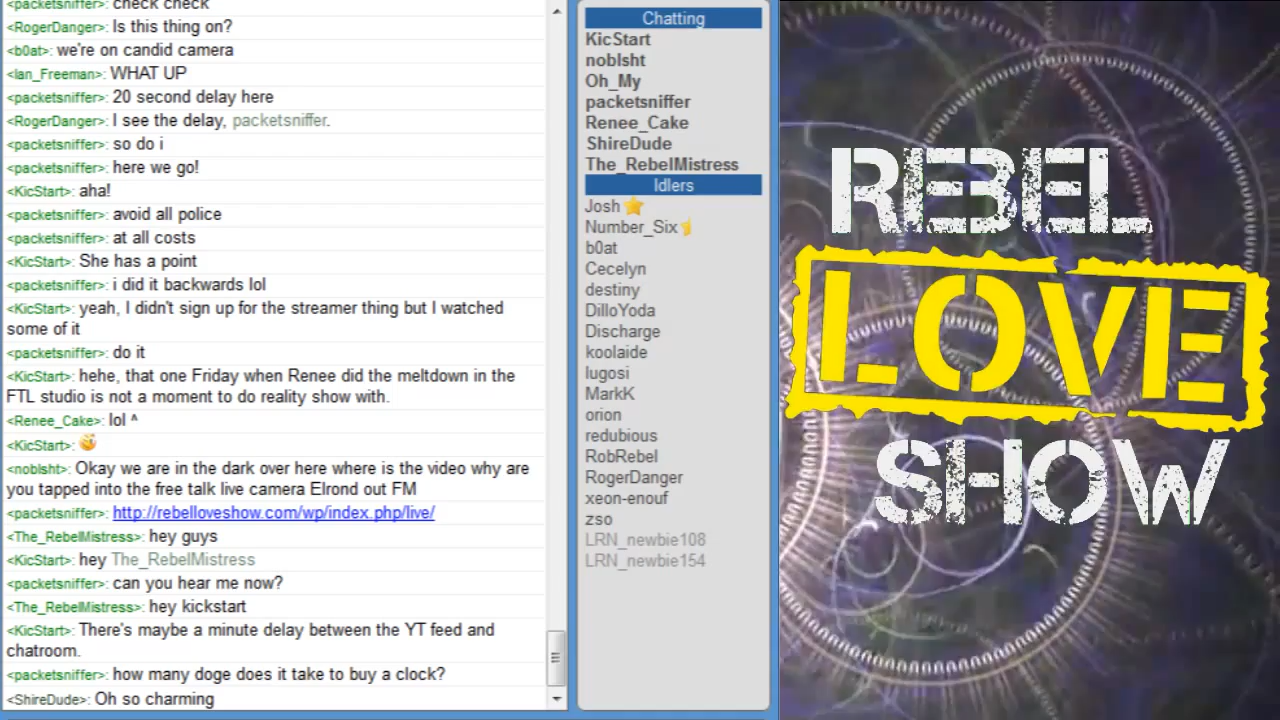 <packetsniffer>: check check
<RogerDanger>: Is this thing on?
<b0at>: we're on candid camera
<Ian_Freeman>: WHAT UP
<packetsniffer>: 20 second delay here
<RogerDanger>: I see the delay, packetsniffer.
<packetsniffer>: so do i
<packetsniffer>: here we go!
<KicStart>: aha!
<packetsniffer>: avoid all police
<packetsniffer>: at all costs
<KicStart>: She has a point
<packetsniffer>: i did it backwards lol
<KicStart>: yeah, I didn't sign up for the streamer thing but I watched
some of it
<packetsniffer>: do it
<KicStart>: hehe, that one Friday when Renee did the meltdown in the
FTL studio is not a moment to do reality show with.
<Renee_Cake>: lol ^
<KicStart>:
<noblsht>: Okay we are in the dark over here where is the video why are
you tapped into the free talk live camera Elrond out FM
<packetsniffer>: http://rebelloveshow.com/wp/index.php/live/
<The_RebelMistress>: hey guys
<KicStart>: hey The_RebelMistress
<packetsniffer>: can you hear me now?
<The_RebelMistress>: hey kickstart
<KicStart>: There's maybe a minute delay between the YT feed and
chatroom.
<packetsniffer>: how many doge does it take to buy a clock?
<ShireDude>: Oh so charming
Chatting
KicStart
noblsht
Oh_My
packetsniffer
Renee_Cake
ShireDude
The_RebelMistress
Idlers
Josh
Number_Six
b0at
Cecelyn
destiny
DilloYoda
Discharge
koolaide
lugosi
MarkK
orion
redubious
RobRebel
RogerDanger
xeon-enouf
zso
LRN_newbie108
LRN_newbie154
REBEL
LOVE
SHOW